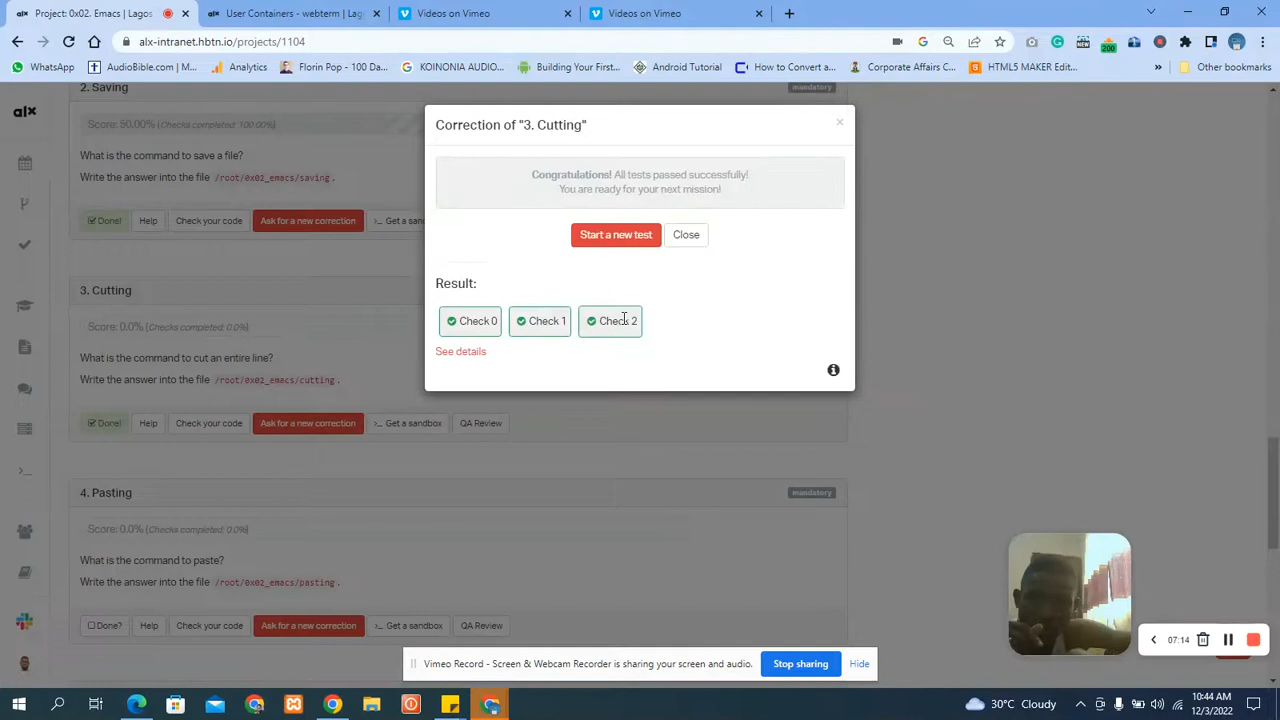 Project 0x02. Emacs | Lagos
User Containers - webterm | Lag
Videos on Vimeo
Videos on Vimeo
alx-intranet.hbtn.io/projects/1104
WhatsApp
AudioBible.com | M...
Analytics
Florin Pop - 100 Da...
KOINONIA AUDIO...
Building Your First...
Android Tutorial
How to Convert a...
Corporate Affairs C...
HTML5 MAKER Edit...
»
Other bookmarks
alx
2. Saving
mandatory
Score: 50.00% (Checks completed: 100.00%)
What is the command to save a file?
Write the answer into the file /root/0x02_emacs/saving.
Done!
Help
Check your code
Ask for a new correction
>_ Get a san
Correction of "3. Cutting"
×
Congratulations! All tests passed successfully!
You are ready for your next mission!
Start a new test
Close
Result:
Check 0
Check 1
Check 2
See details
3. Cutting
Score: 0.0% (Checks completed: 0.0%)
What is the command to cut an entire line?
Write the answer into the file /root/0x02_emacs/cutting.
Done!
Help
Check your code
Ask for a new correction
>_ Get a sandbox
QA Review
4. Pasting
mandatory
Score: 0.0% (Checks completed: 0.0%)
What is the command to paste?
Write the answer into the file /root/0x02_emacs/pasting.
Done?
Help
Check your code
Ask for a new correction
>_ Get a sandbox
QA Review
07:14
Vimeo Record - Screen & Webcam Recorder is sharing your screen and audio.
Stop sharing
Hide
30°C Cloudy
10:44 AM
12/3/2022